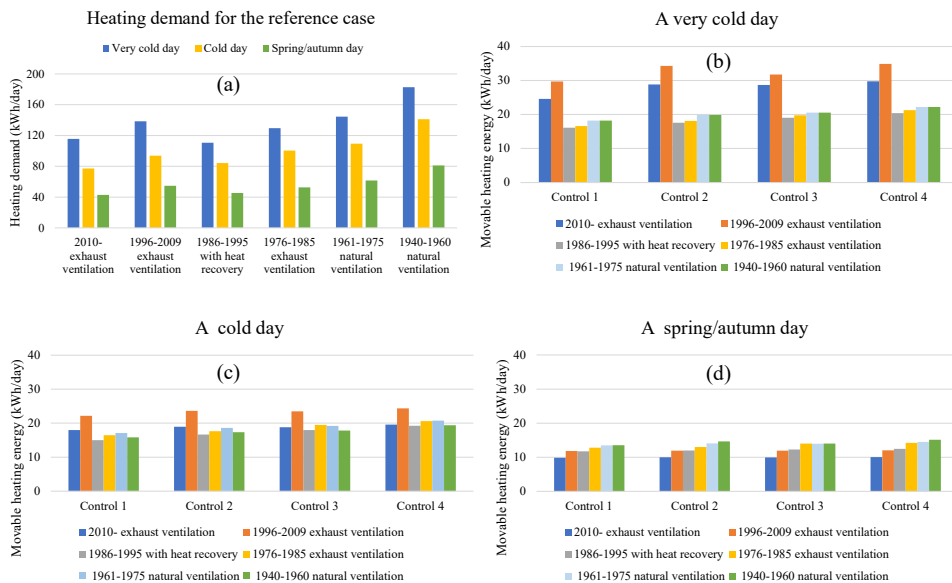 Heating demand for the reference case
Very cold day Cold day Spring/autumn day
(a)
Heating demand (kWh/day)
200
160
120
80
40
0
2010- exhaust ventilation
1996-2009 exhaust ventilation
1986-1995 with heat recovery
1976-1985 exhaust ventilation
1961-1975 natural ventilation
1940-1960 natural ventilation
A very cold day
(b)
Movable heating energy (kWh/day)
40
30
20
10
0
Control 1 Control 2 Control 3 Control 4
2010- exhaust ventilation 1996-2009 exhaust ventilation
1986-1995 with heat recovery 1976-1985 exhaust ventilation
1961-1975 natural ventilation 1940-1960 natural ventilation
A cold day
(c)
Movable heating energy (kWh/day)
40
30
20
10
0
Control 1 Control 2 Control 3 Control 4
2010- exhaust ventilation 1996-2009 exhaust ventilation
1986-1995 with heat recovery 1976-1985 exhaust ventilation
1961-1975 natural ventilation 1940-1960 natural ventilation
A spring/autumn day
(d)
Movable heating energy (kWh/day)
40
30
20
10
0
Control 1 Control 2 Control 3 Control 4
2010- exhaust ventilation 1996-2009 exhaust ventilation
1986-1995 with heat recovery 1976-1985 exhaust ventilation
1961-1975 natural ventilation 1940-1960 natural ventilation